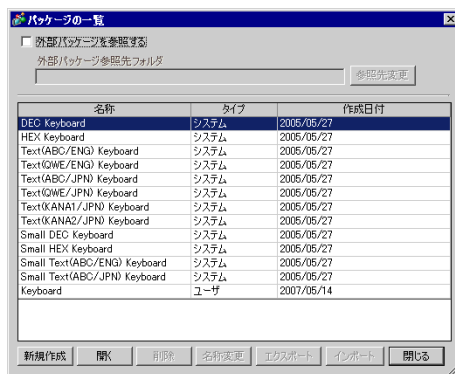 パッケージの一覧
外部パッケージを参照する
外部パッケージ参照先フォルダ
参照先変更
名称 タイプ 作成日付
DEC Keyboard システム 2005/05/27
HEX Keyboard システム 2005/05/27
Text(ABC/ENG) Keyboard システム 2005/05/27
Text(QWE/ENG) Keyboard システム 2005/05/27
Text(ABC/JPN) Keyboard システム 2005/05/27
Text(QWE/JPN) Keyboard システム 2005/05/27
Text(KANA1/JPN) Keyboard システム 2005/05/27
Text(KANA2/JPN) Keyboard システム 2005/05/27
Small DEC Keyboard システム 2005/05/27
Small HEX Keyboard システム 2005/05/27
Small Text(ABC/ENG) Keyboard システム 2005/05/27
Small Text(ABC/JPN) Keyboard システム 2005/05/27
Keyboard ユーザ 2007/05/14
新規作成 開く 削除 名称変更 エクスポート インポート 閉じる